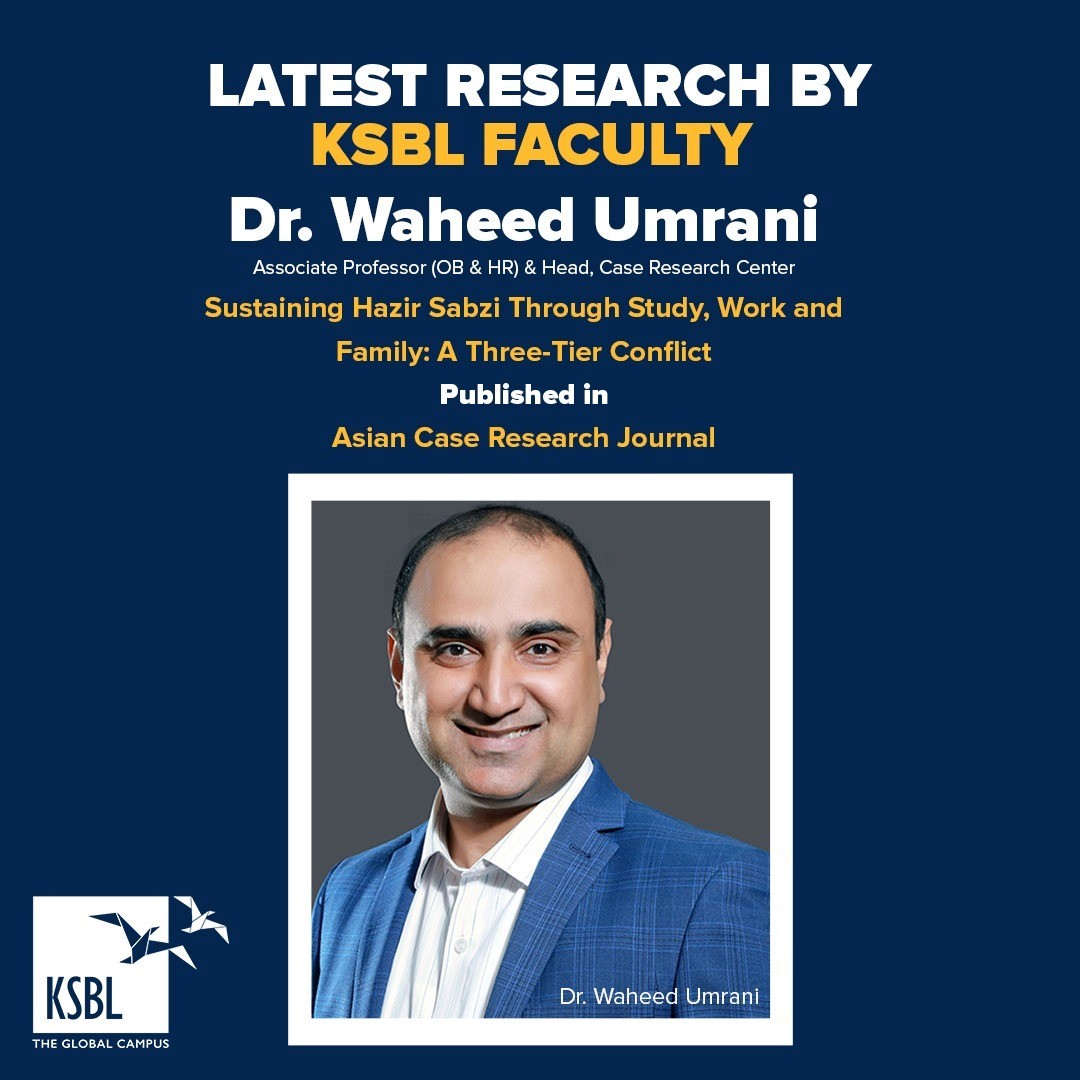 LATEST RESEARCH BY
KSBL FACULTY
Dr. Waheed Umrani
Associate Professor (OB & HR) & Head, Case Research Center
Sustaining Hazir Sabzi Through Study, Work and
Family: A Three-Tier Conflict
Published in
Asian Case Research Journal
Dr. Waheed Umrani
KSBL
THE GLOBAL CAMPUS